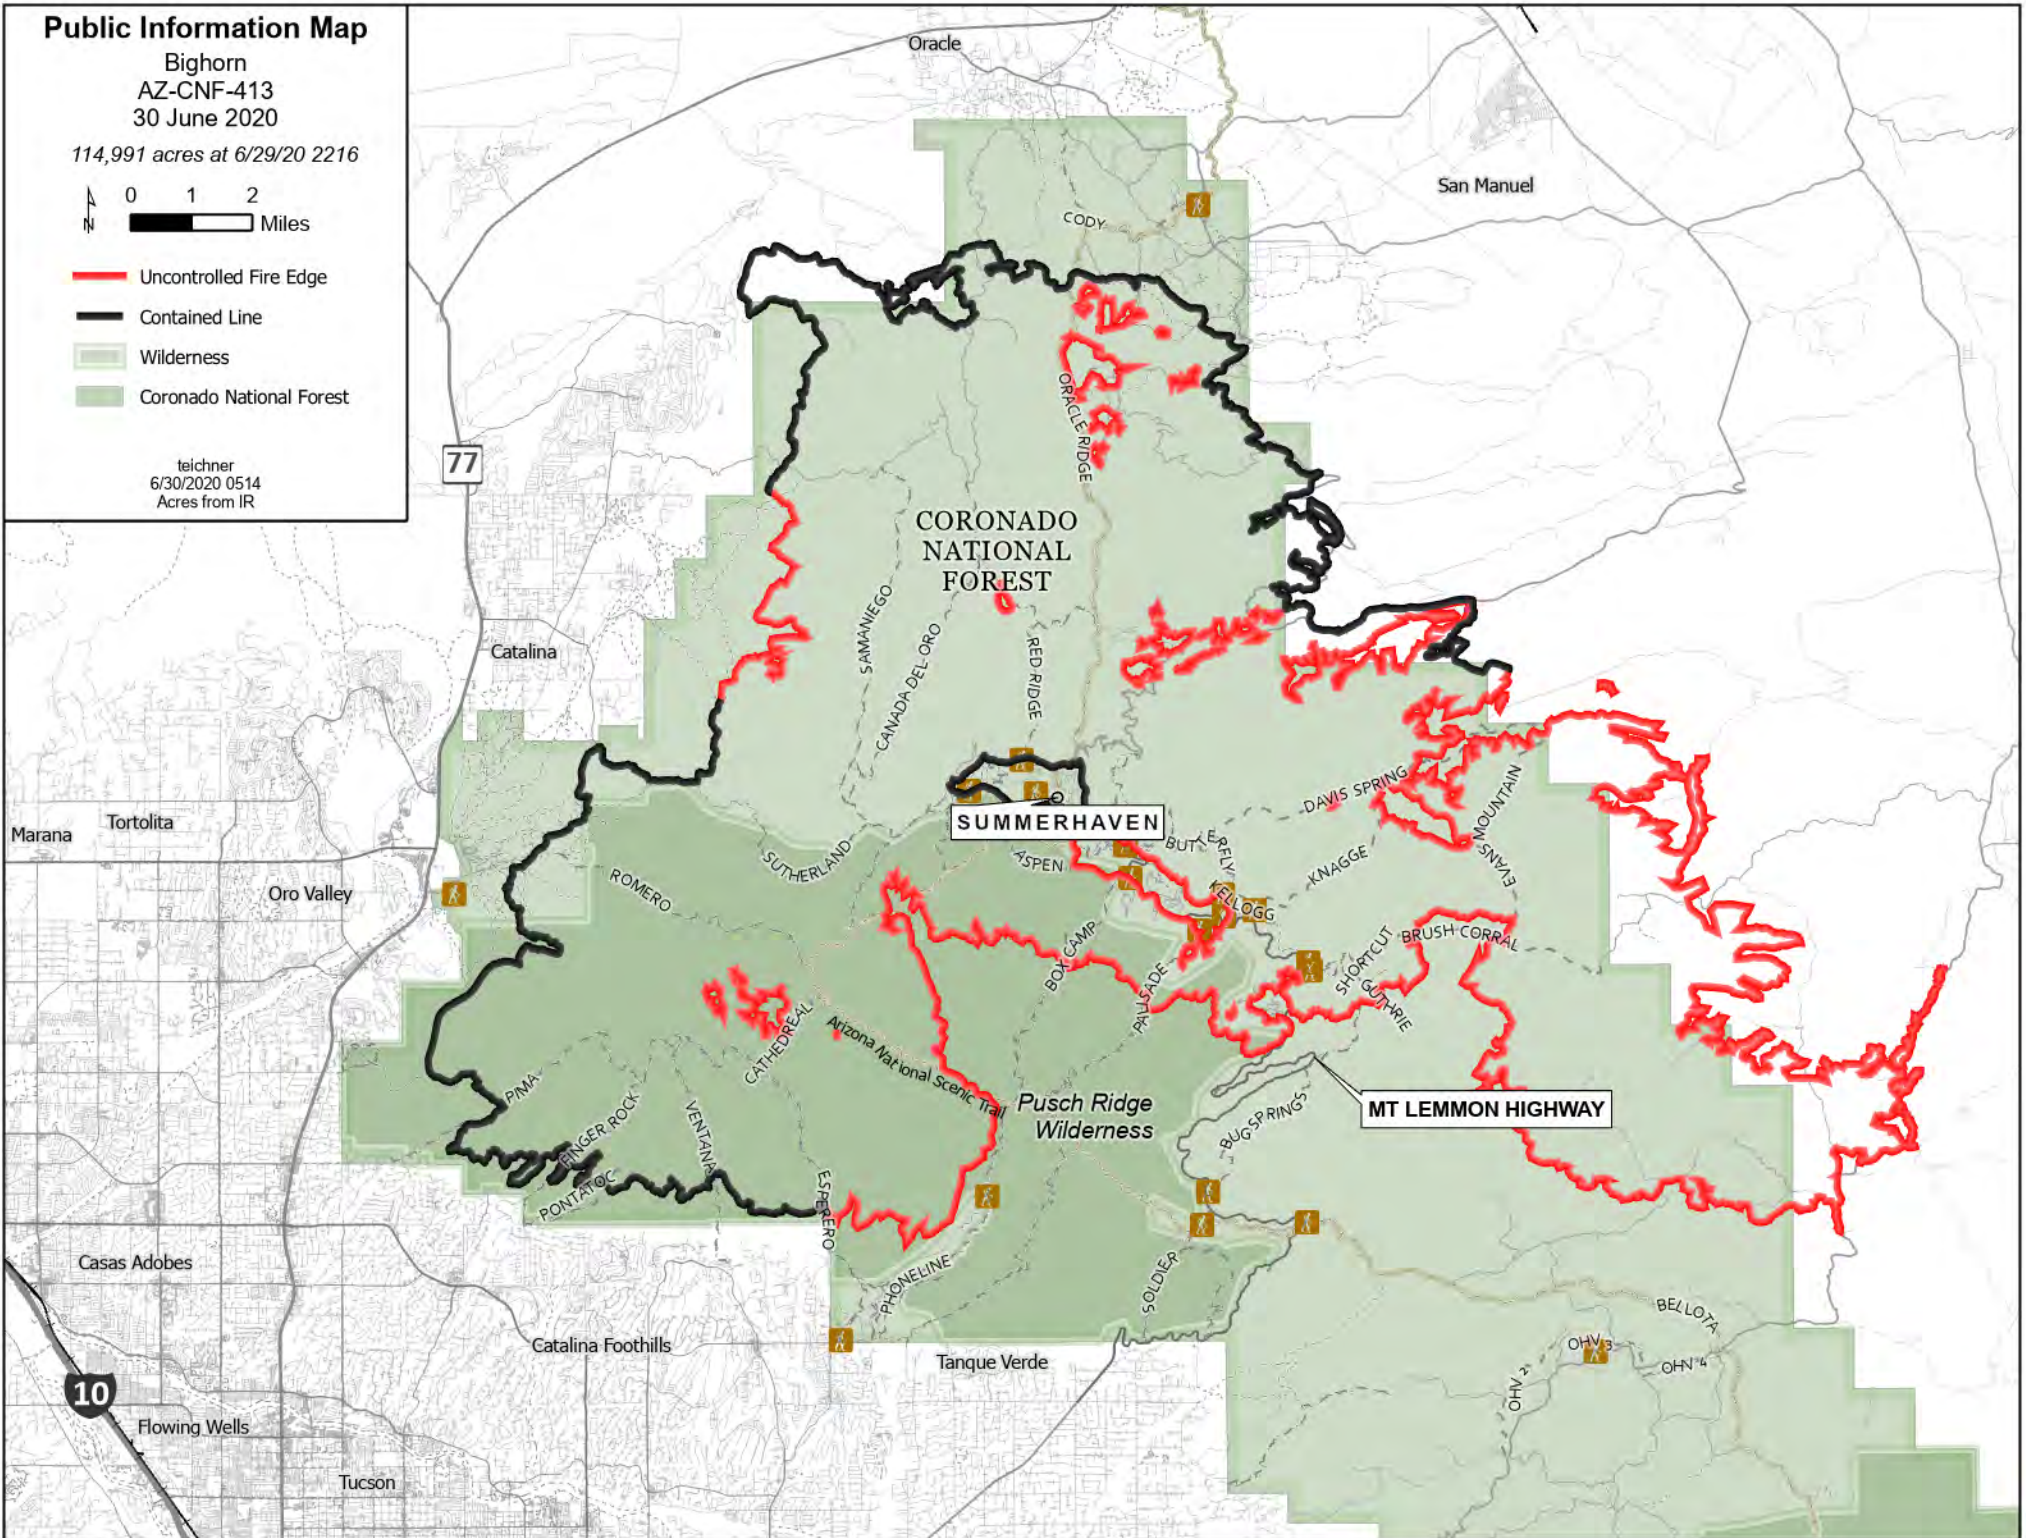 Public Information Map
Bighorn
AZ-CNF-413
30 June 2020
114,991 acres at 6/29/20 2216
0 1 2
Miles
N
Uncontrolled Fire Edge
Contained Line
Wilderness
Coronado National Forest
teichner
6/30/2020 0514
Acres from IR
Oracle
San Manuel
CODY
77
ORACLE RIDGE
CORONADO
NATIONAL
FOREST
SAMANIEGO
CANADA DEL ORO
RED RIDGE
Catalina
Marana
Tortolita
Oro Valley
SUMMERHAVEN
DAVIS SPRING
EVANS MOUNTAIN
BUTTERFLY
KNAGGE
KELLOGG
ASPEN
SUTHERLAND
ROMERO
BOX CAMP
PALISADE
SHORTCUT
BRUSH CORRAL
GUTHRIE
CATHEDREAL
Arizona National Scenic Trail
PIMA
FINGER ROCK
VENTANA
PONTATOC
ESPERERO
Pusch Ridge
Wilderness
MT LEMMON HIGHWAY
BUGSPRINGS
PHONELINE
SOLDIER
Casas Adobes
Catalina Foothills
Tanque Verde
BELLOTA
OHV 3
OHV 4
OHV 2
10
Flowing Wells
Tucson